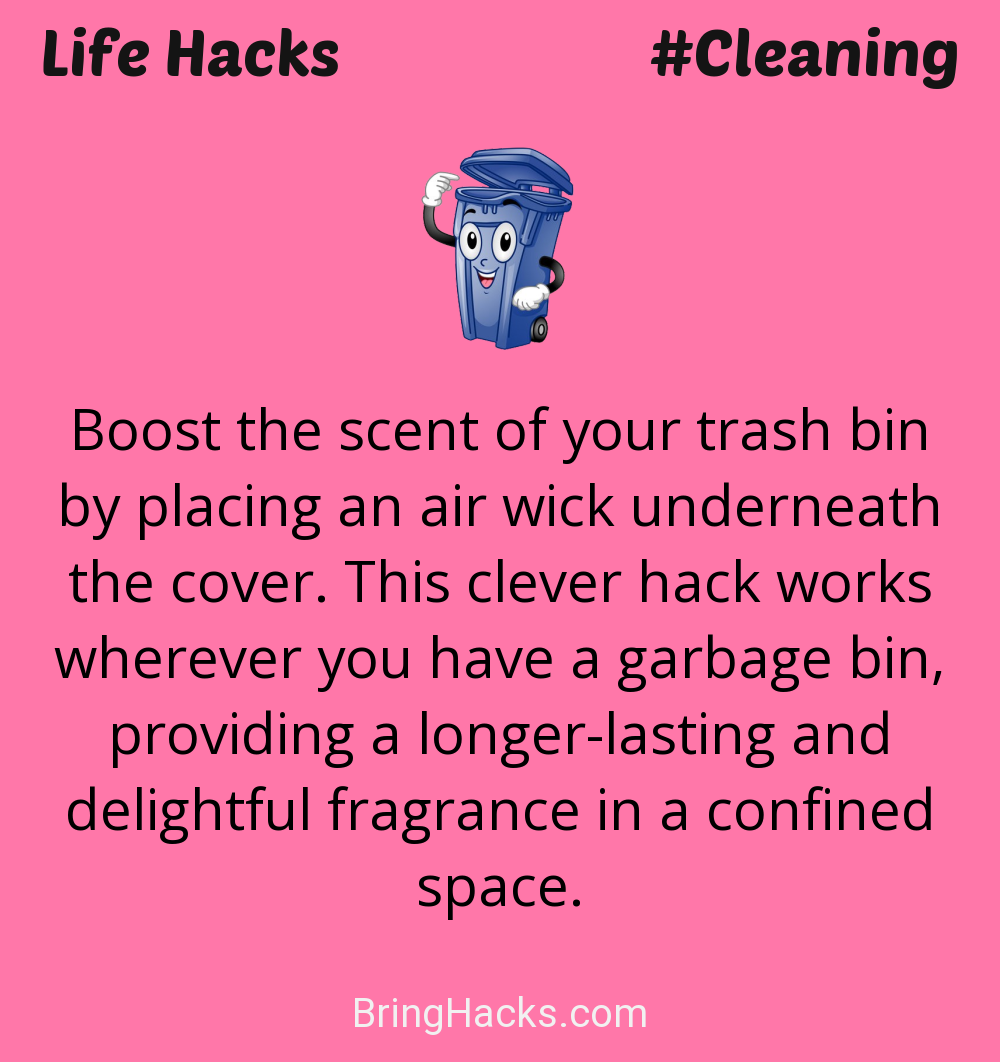 Life Hacks
#Cleaning
Boost the scent of your trash bin
by placing an air wick underneath
the cover. This clever hack works
wherever you have a garbage bin,
providing a longer-lasting and
delightful fragrance in a confined
space.
BringHacks.com